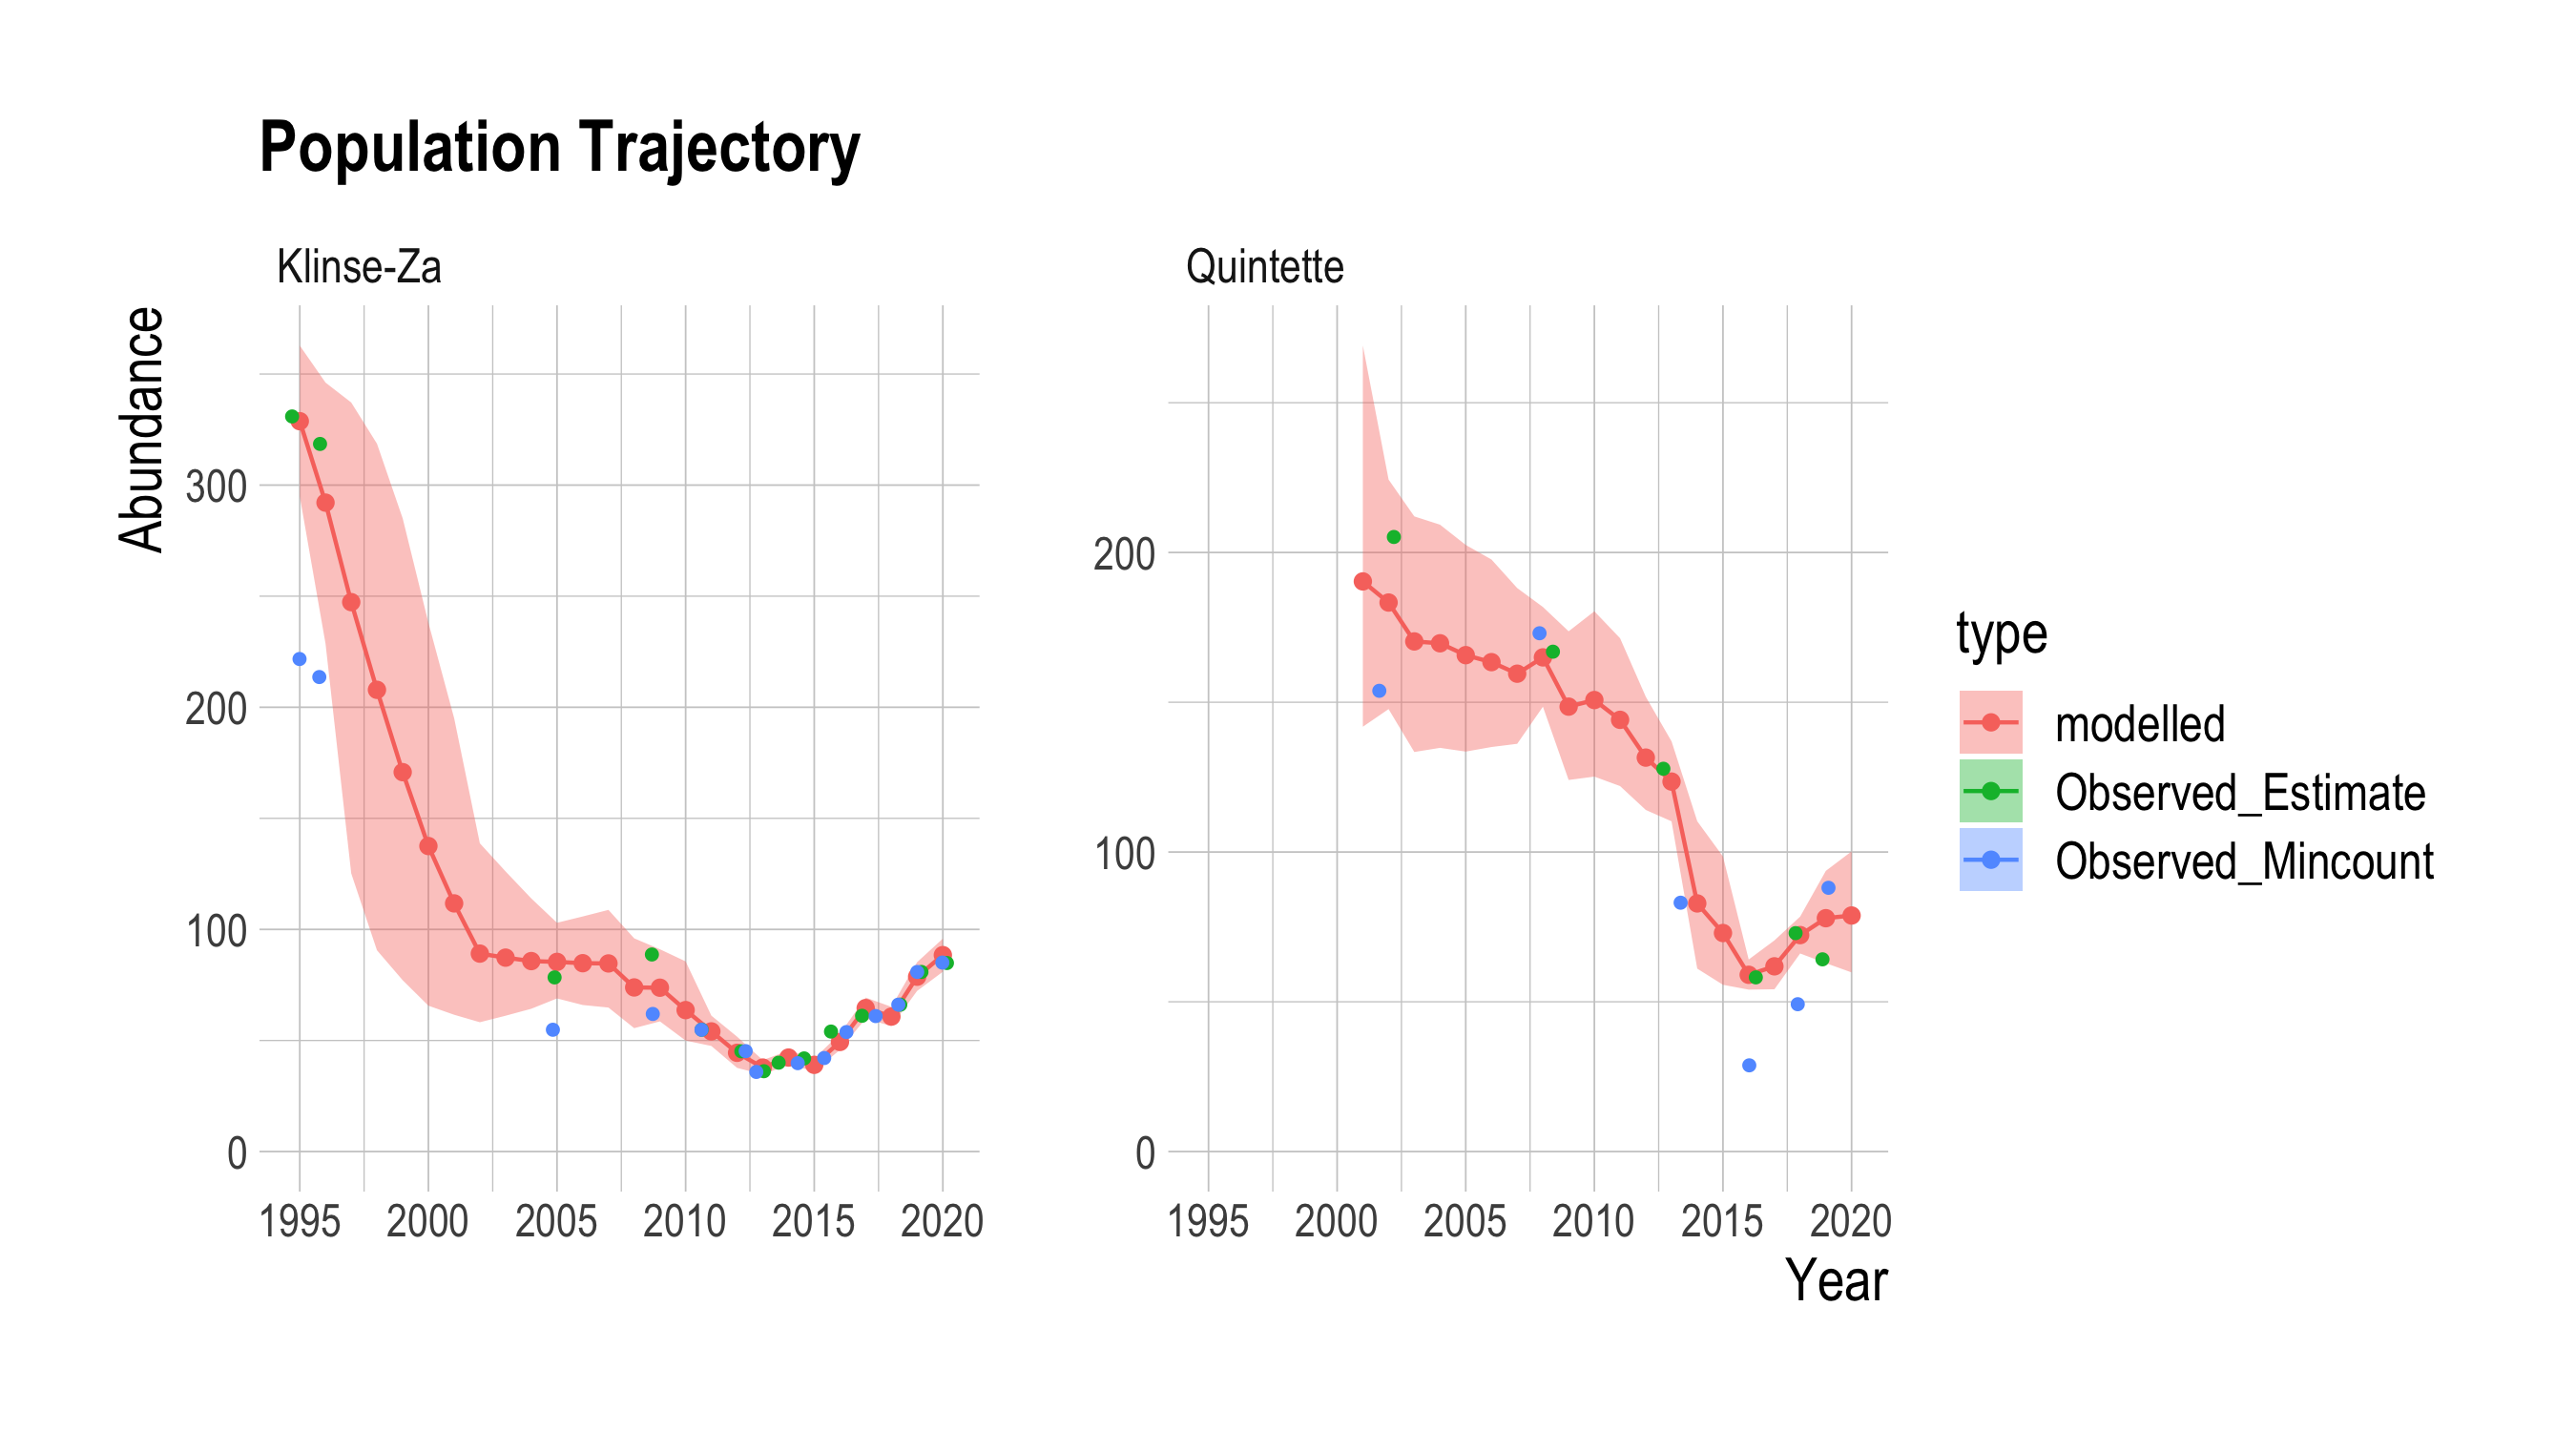 Population Trajectory
Klinse-Za
Quintette
Abundance
300
200
100
0
1995 2000 2005 2010 2015 2020
200
100
0
1995 2000 2005 2010 2015 2020
Year
type
modelled
Observed_Estimate
Observed_Mincount